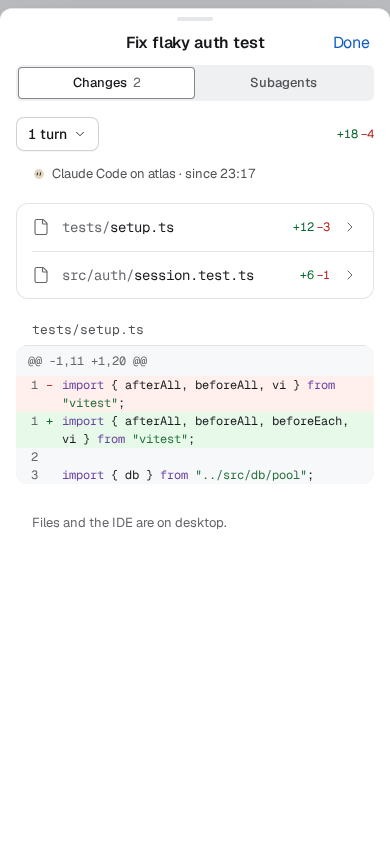 Fix flaky auth test
Done
Changes 2
Subagents
1 turn
+18 −4
Claude Code on atlas · since 23:17
tests/setup.ts
+12 −3
src/auth/session.test.ts
+6 −1
tests/setup.ts
@@ -1,11 +1,20 @@
1 − import { afterAll, beforeAll, vi } from
"vitest";
1 + import { afterAll, beforeAll, beforeEach,
vi } from "vitest";
2
3 import { db } from "../src/db/pool";
Files and the IDE are on desktop.